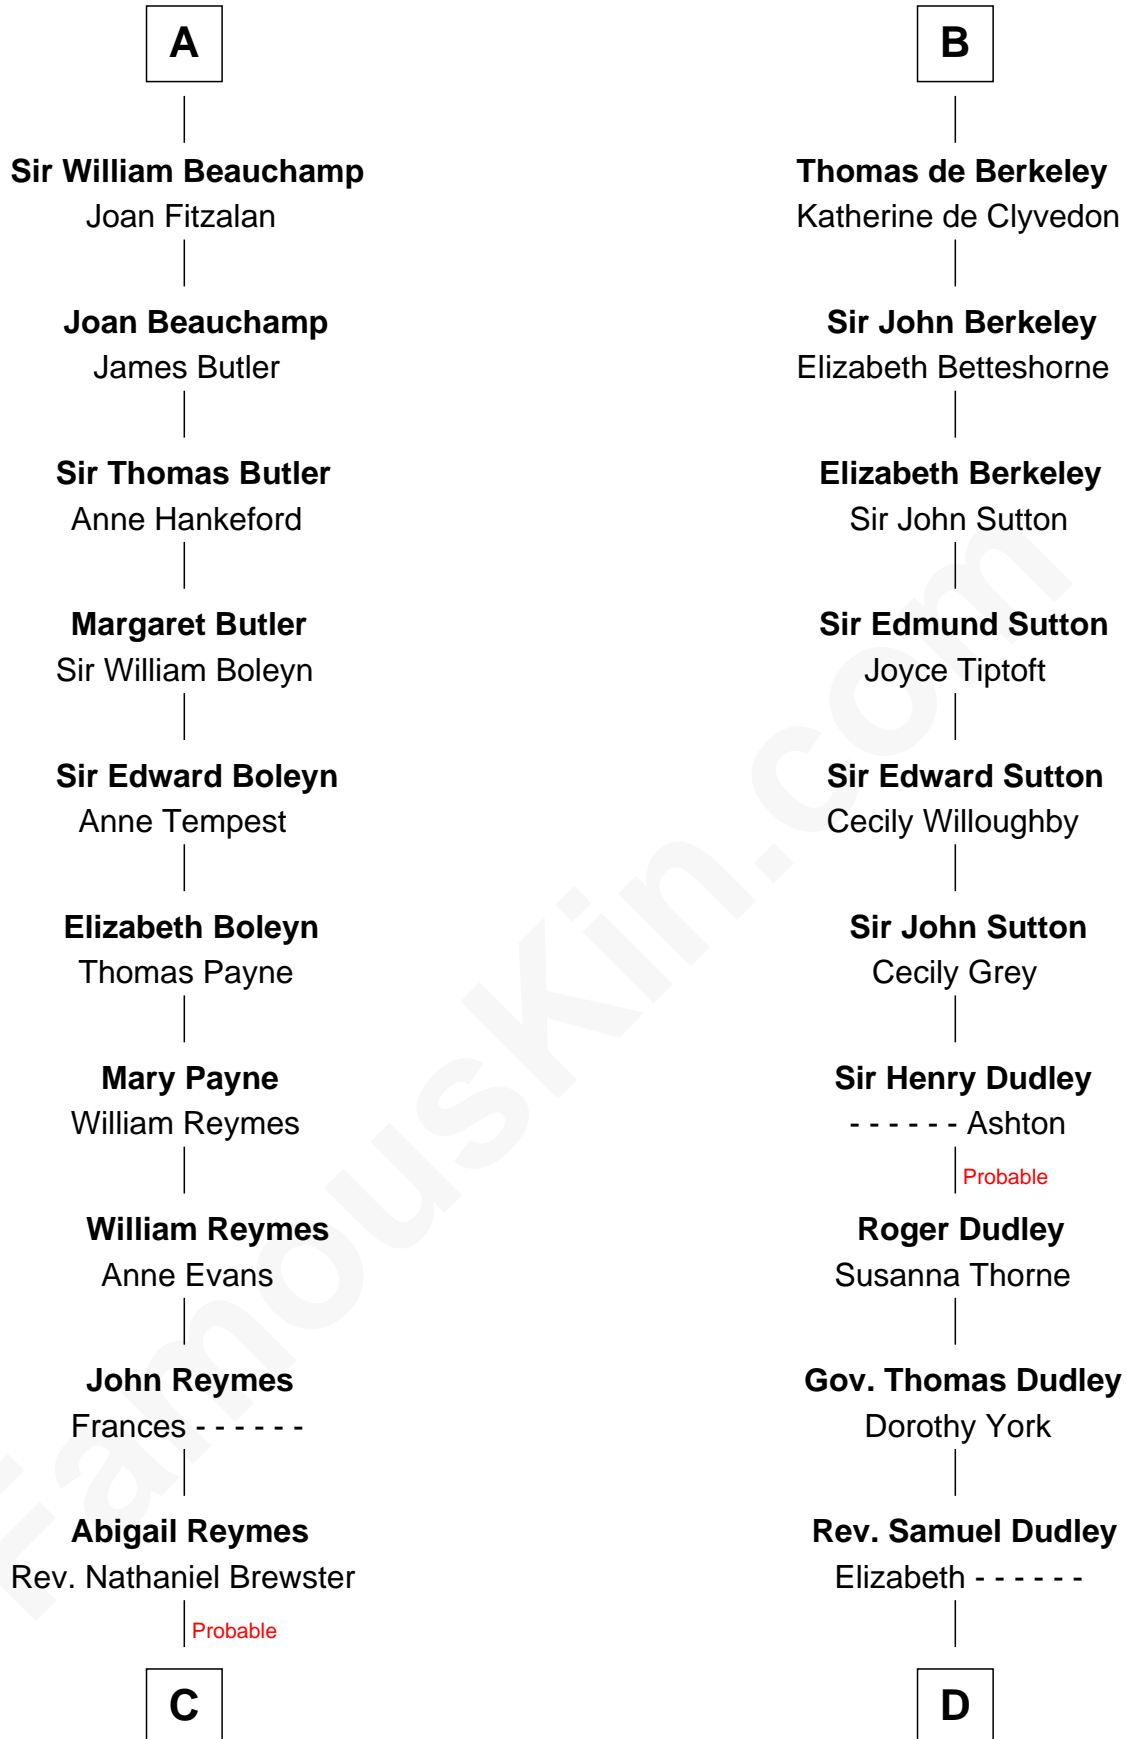 A
Sir William Beauchamp
Joan Fitzalan
Joan Beauchamp
James Butler
Sir Thomas Butler
Anne Hankeford
Margaret Butler
Sir William Boleyn
Sir Edward Boleyn
Anne Tempest
Elizabeth Boleyn
Thomas Payne
Mary Payne
William Reymes
William Reymes
Anne Evans
John Reymes
Frances - - - - - -
Abigail Reymes
Rev. Nathaniel Brewster
Probable
C
B
Thomas de Berkeley
Katherine de Clyvedon
Sir John Berkeley
Elizabeth Betteshorne
Elizabeth Berkeley
Sir John Sutton
Sir Edmund Sutton
Joyce Tiptoft
Sir Edward Sutton
Cecily Willoughby
Sir John Sutton
Cecily Grey
Sir Henry Dudley
- - - - - - Ashton
Probable
Roger Dudley
Susanna Thorne
Gov. Thomas Dudley
Dorothy York
Rev. Samuel Dudley
Elizabeth - - - - - -
D
FamousKin.com